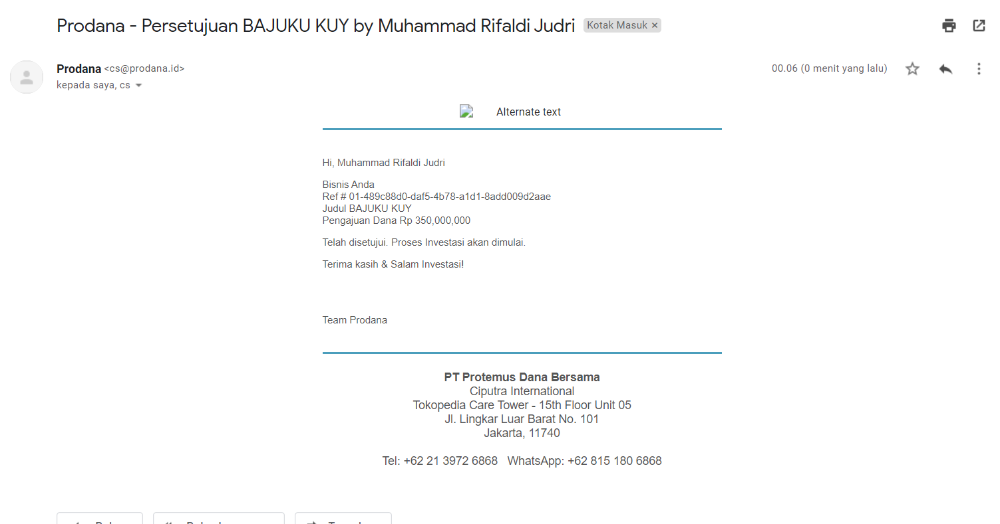 Prodana - Persetujuan BAJUKU KUY by Muhammad Rifaldi Judri Kotak Masuk ×
Prodana <cs@prodana.id> 00.06 (0 menit yang lalu)
kepada saya, cs
Alternate text
Hi, Muhammad Rifaldi Judri
Bisnis Anda
Ref # 01-489c88d0-daf5-4b78-a1d1-8add009d2aae
Judul BAJUKU KUY
Pengajuan Dana Rp 350,000,000
Telah disetujui. Proses Investasi akan dimulai.
Terima kasih & Salam Investasi!
Team Prodana
PT Protemus Dana Bersama
Ciputra International
Tokopedia Care Tower - 15th Floor Unit 05
Jl. Lingkar Luar Barat No. 101
Jakarta, 11740
Tel: +62 21 3972 6868 WhatsApp: +62 815 180 6868